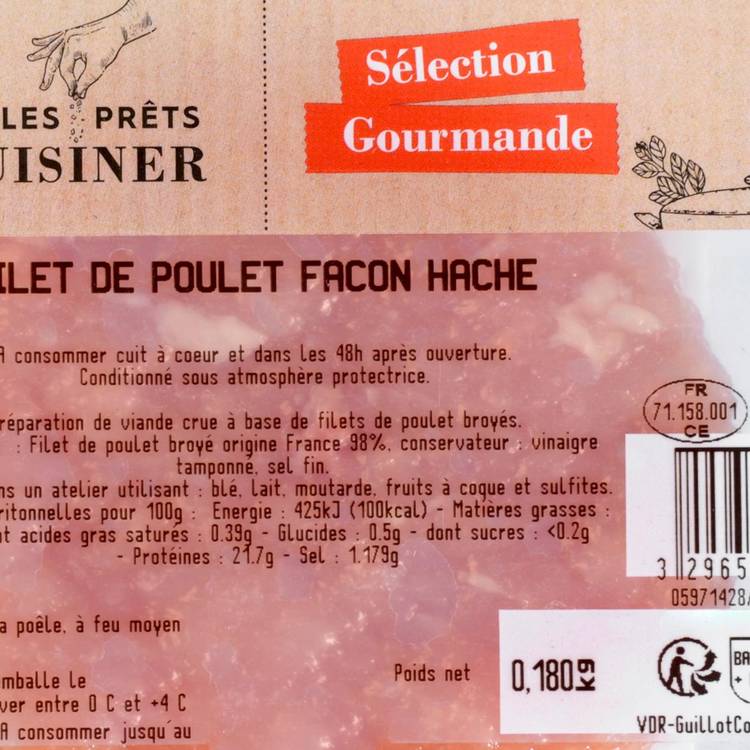 LES PRÊTS
UISINER
Sélection
Gourmande
ILET DE POULET FACON HACHE
A consommer cuit à coeur et dans les 48h après ouverture.
Conditionné sous atmosphère protectrice.
réparation de viande crue à base de filets de poulet broyés.
: Filet de poulet broyé origine France 98%, conservateur : vinaigre
tamponné, sel fin.
ns un atelier utilisant : blé, lait, moutarde, fruits à coque et sulfites.
ritonnelles pour 100g : Energie : 425kJ (100kcal) - Matières grasses :
nt acides gras saturés : 0.39g - Glucides : 0.5g - dont sucres : <0.2g
- Protéines : 21.7g - Sel : 1.179g
FR
71.158.001
CE
3 2965
05971428/
a poêle, à feu moyen
mballe le
ver entre 0 C et +4 C
A consommer jusqu'au
Poids net 0,180kg
BA
+
VDR-GuillotCo